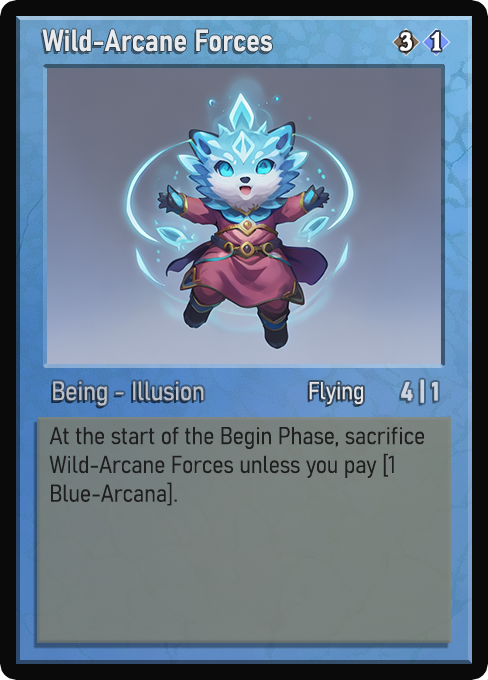 Wild-Arcane Forces 3 1
Being - Illusion Flying 4|1
At the start of the Begin Phase, sacrifice
Wild-Arcane Forces unless you pay [1
Blue-Arcana].